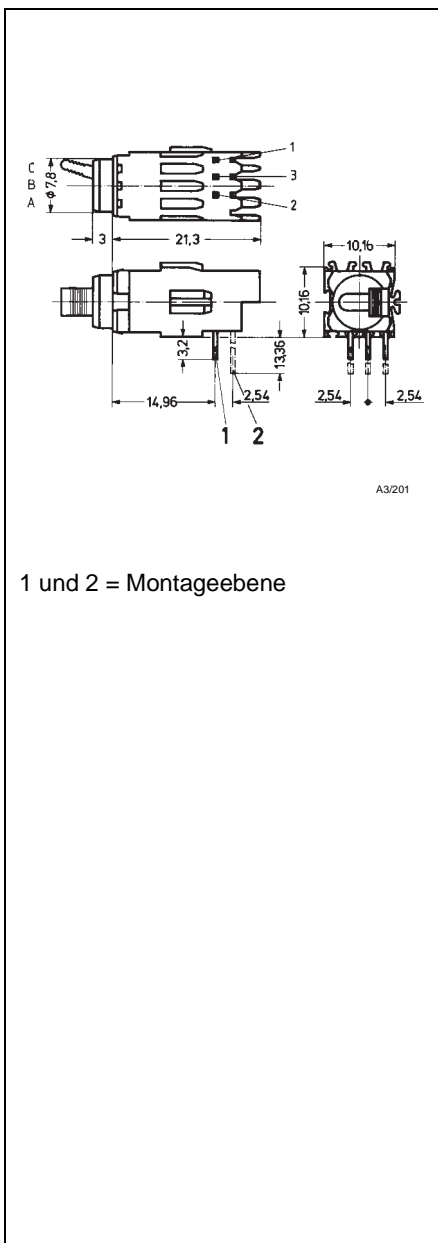 1
C
3
B
ϕ7,8
A
2
3
21,3
10,16
10,16
3,2
13,36
14,96
2,54
2,54
2,54
1 2
A3/201
1 und 2 = Montageebene